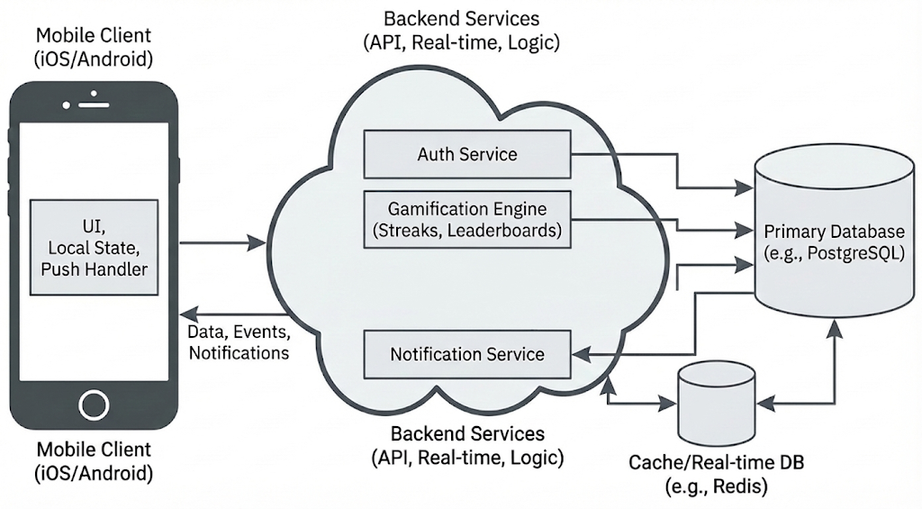 Mobile Client
(iOS/Android)
Backend Services
(API, Real-time, Logic)
UI,
Local State,
Push Handler
Data, Events,
Notifications
Auth Service
Gamification Engine
(Streaks, Leaderboards)
Notification Service
Primary Database
(e.g., PostgreSQL)
Mobile Client
(iOS/Android)
Backend Services
(API, Real-time, Logic)
Cache/Real-time DB
(e.g., Redis)